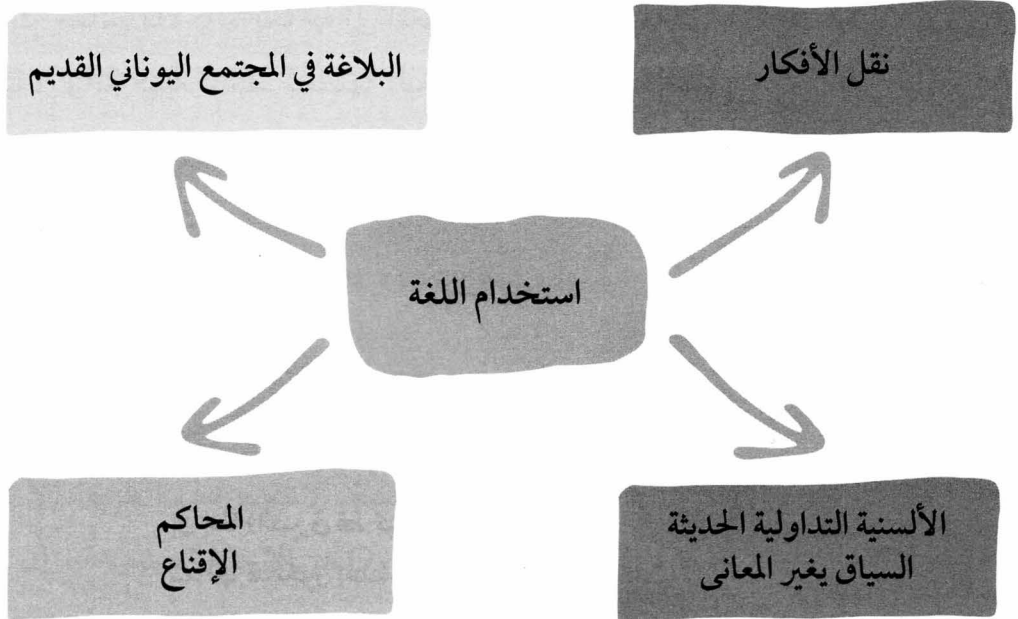 نقل الأفكار
البلاغة في المجتمع اليوناني القديم
استخدام اللغة
الألسنية التداولية الحديثة
السياق يغير المعانى
المحاكم
الإقناع